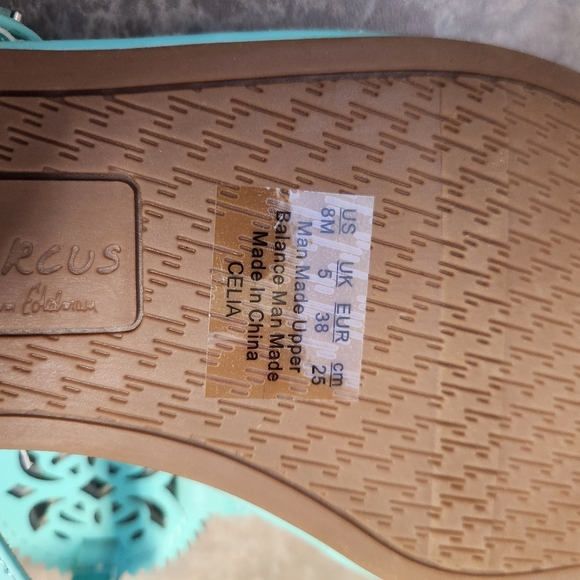 RCUS
Edelman
US UK EUR cm
8M 5 38 25
Man Made Upper
Balance Man Made
Made In China
CELIA